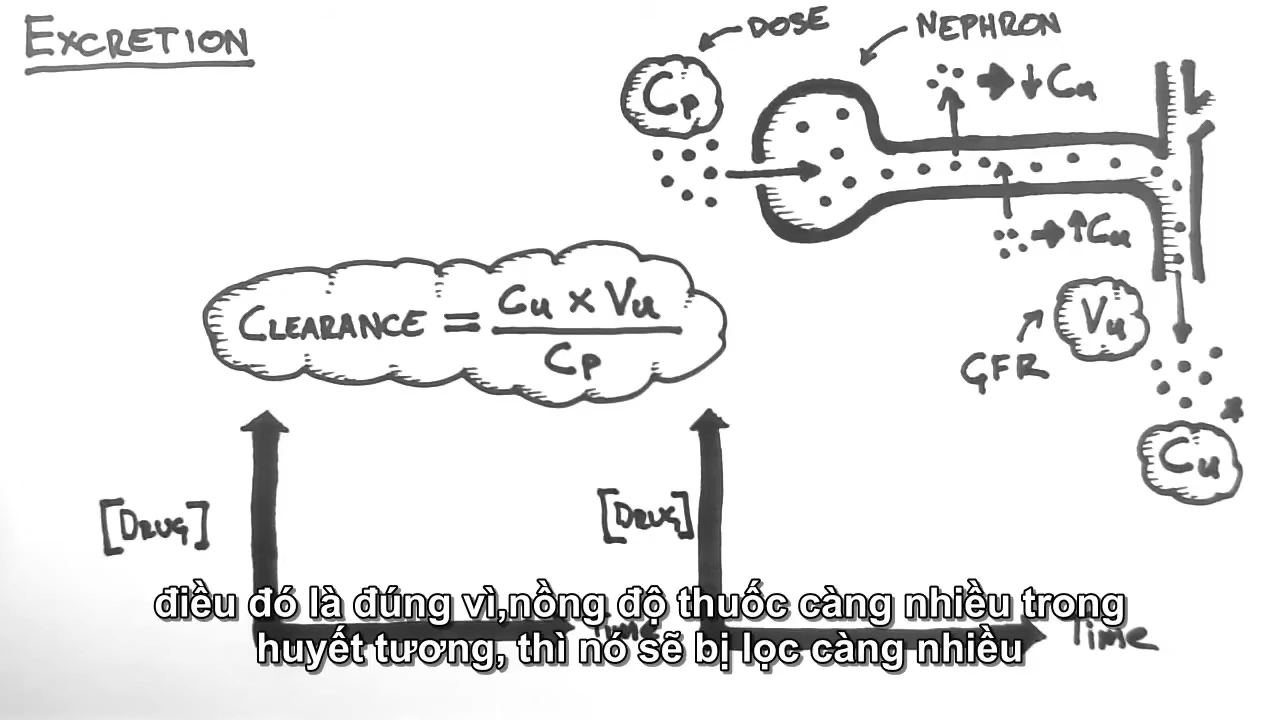 EXCRETION
DOSE
NEPHRON
Cp
↓Cu
↑Cu
CLEARANCE = Cu × Vu
Cp
Vu
GFR
Cu
*
[DRUG]
[DRUG]
Time
Time
điều đó là đúng vì,nồng độ thuốc càng nhiều trong
huyết tương, thì nó sẽ bị lọc càng nhiều